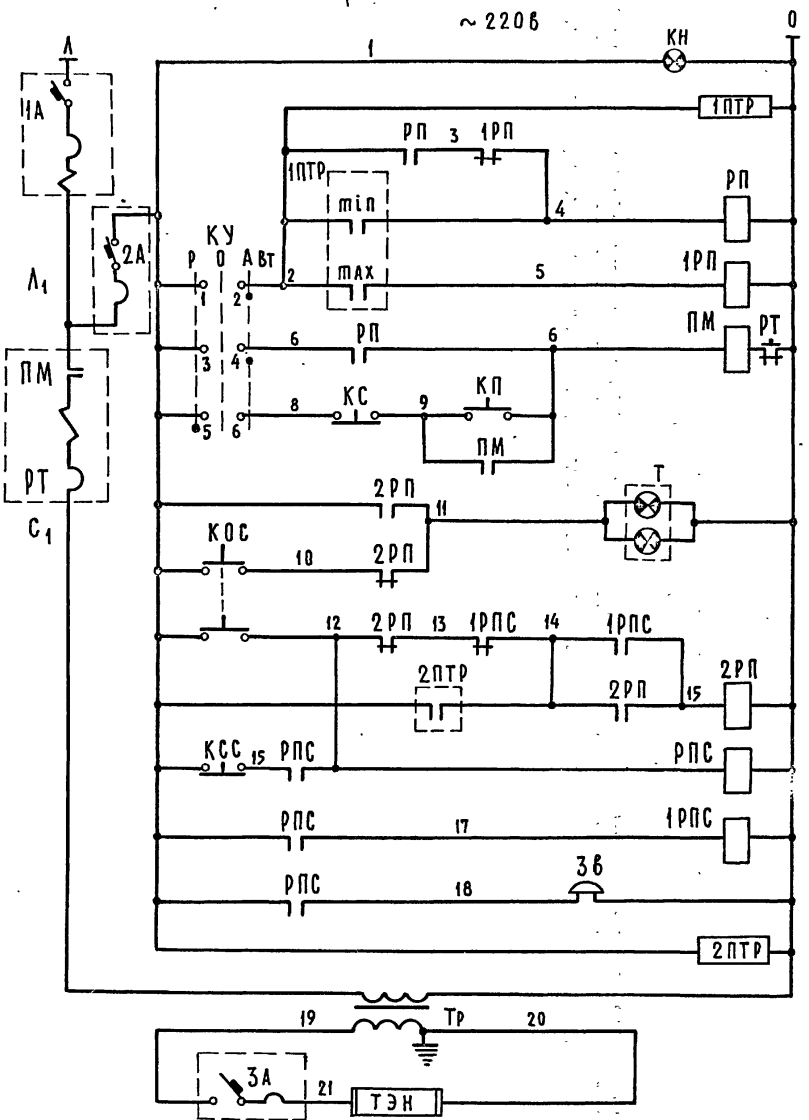 ~ 220в
0
Л
1
КН
1А
1ПТР
РП 3 1РП
1ПТР
min
4
РП
2А
КУ
Р 0 А ВТ
Л₁
1 2 2
max
5
1РП
ПМ
3 4
6
РП
6
ПМ РТ
5 6
8
КС
9
КП
ПМ
РТ
С₁
2РП
11
Т
КОС
10
2РП
12
2РП
13
1РПС
14
1РПС
2ПТР
2РП
15
2РП
КСС
15
РПС
РПС
РПС
17
1РПС
РПС
18
Зв
2ПТР
19
Тр
20
3А
21
ТЭН